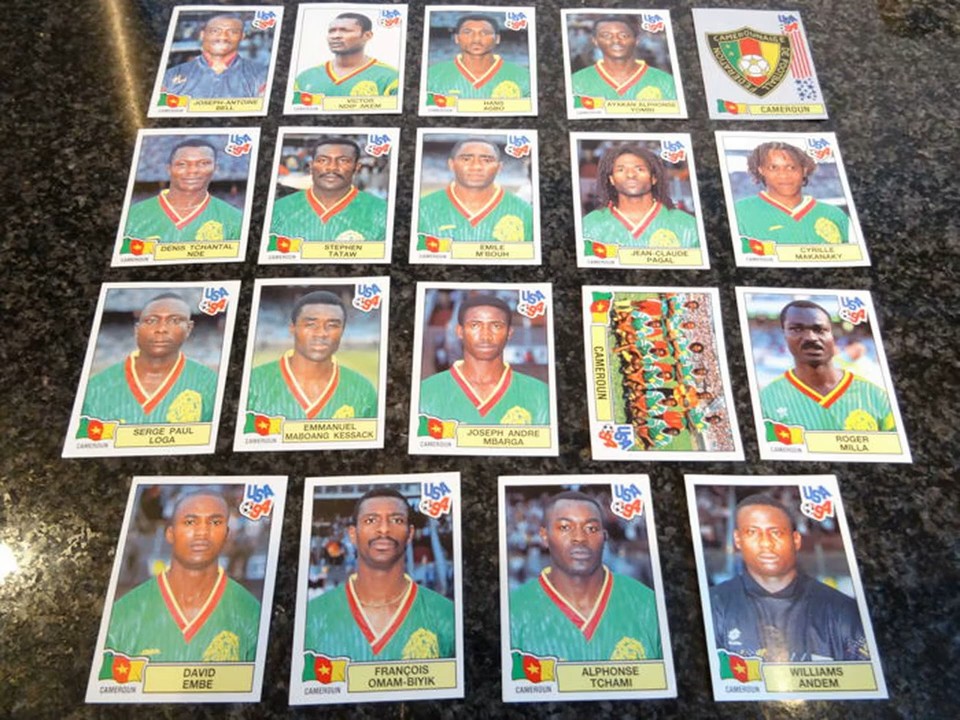 USA 94
CAMEROUN
JOSEPH-ANTOINE
BELL
USA 94
CAMEROUN
VICTOR
NDIP AKEM
USA 94
CAMEROUN
HANS
AGBO
USA 94
CAMEROUN
AYAKAN ALPHONSE
YOMBI
USA 94
CAMEROUNAISE
FEDERATION
DE FOOTBALL
CAMEROUN
USA 94
CAMEROUN
DENIS TCHANTAL
NDE
USA 94
CAMEROUN
STEPHEN
TATAW
USA 94
CAMEROUN
EMILE
M'BOUH
USA 94
CAMEROUN
JEAN-CLAUDE
PAGAL
USA 94
CAMEROUN
CYRILLE
MAKANAKY
USA 94
CAMEROUN
SERGE PAUL
LOGA
USA 94
CAMEROUN
EMMANUEL
MABOANG KESSACK
USA 94
CAMEROUN
JOSEPH ANDRE
MBARGA
CAMEROUN
USA 94
USA 94
CAMEROUN
ROGER
MILLA
USA 94
CAMEROUN
DAVID
EMBE
USA 94
CAMEROUN
FRANÇOIS
OMAM-BIYIK
USA 94
CAMEROUN
ALPHONSE
TCHAMI
USA 94
CAMEROUN
WILLIAMS
ANDEM